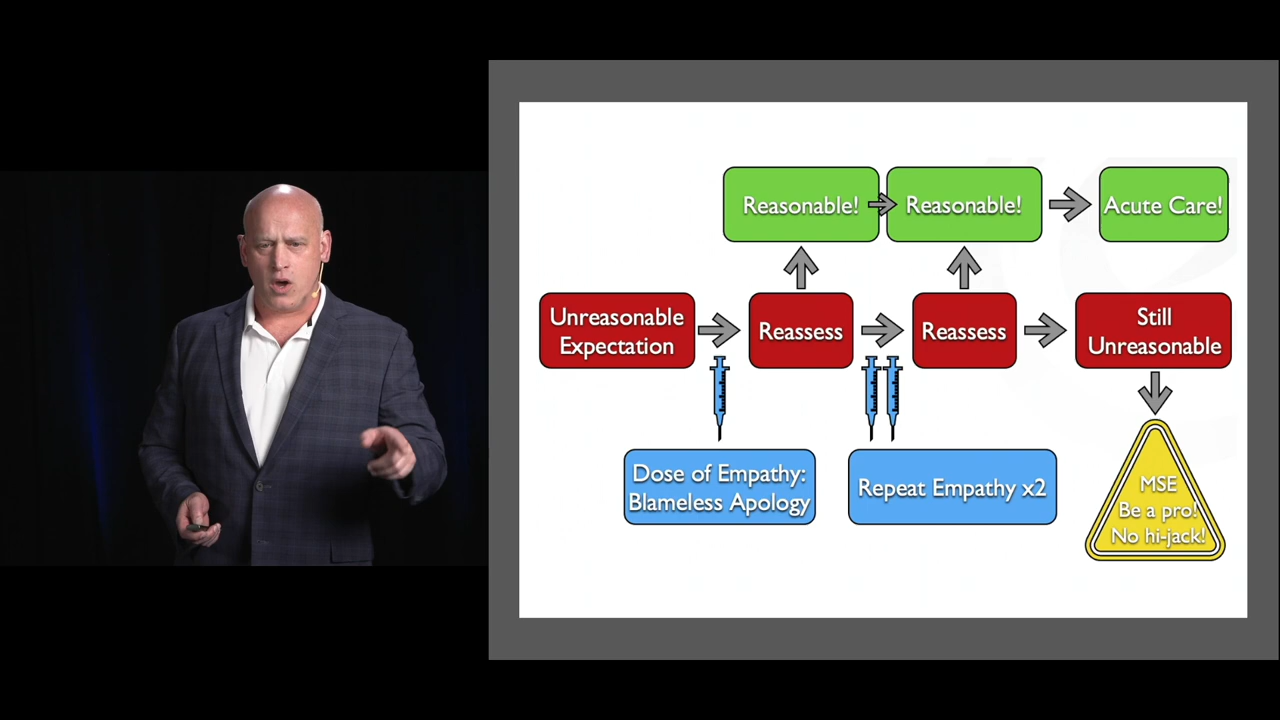 Reasonable!
Reasonable!
Acute Care!
Unreasonable
Expectation
Reassess
Reassess
Still
Unreasonable
Dose of Empathy:
Blameless Apology
Repeat Empathy x2
MSE
Be a pro!
No hi-jack!